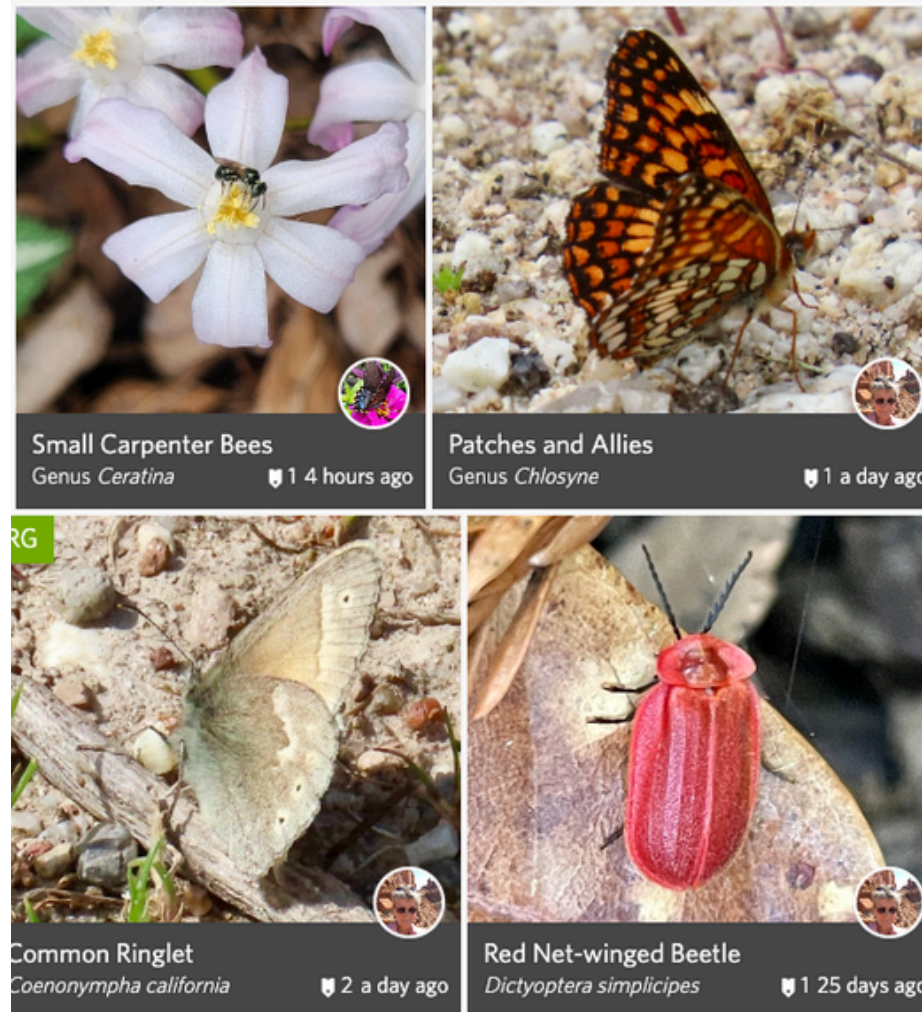 Small Carpenter Bees
Genus Ceratina 1 4 hours ago
Patches and Allies
Genus Chlosyne 1 a day ago
RG
Common Ringlet
Coenonympha california 2 a day ago
Red Net-winged Beetle
Dictyoptera simplicipes 1 25 days ago